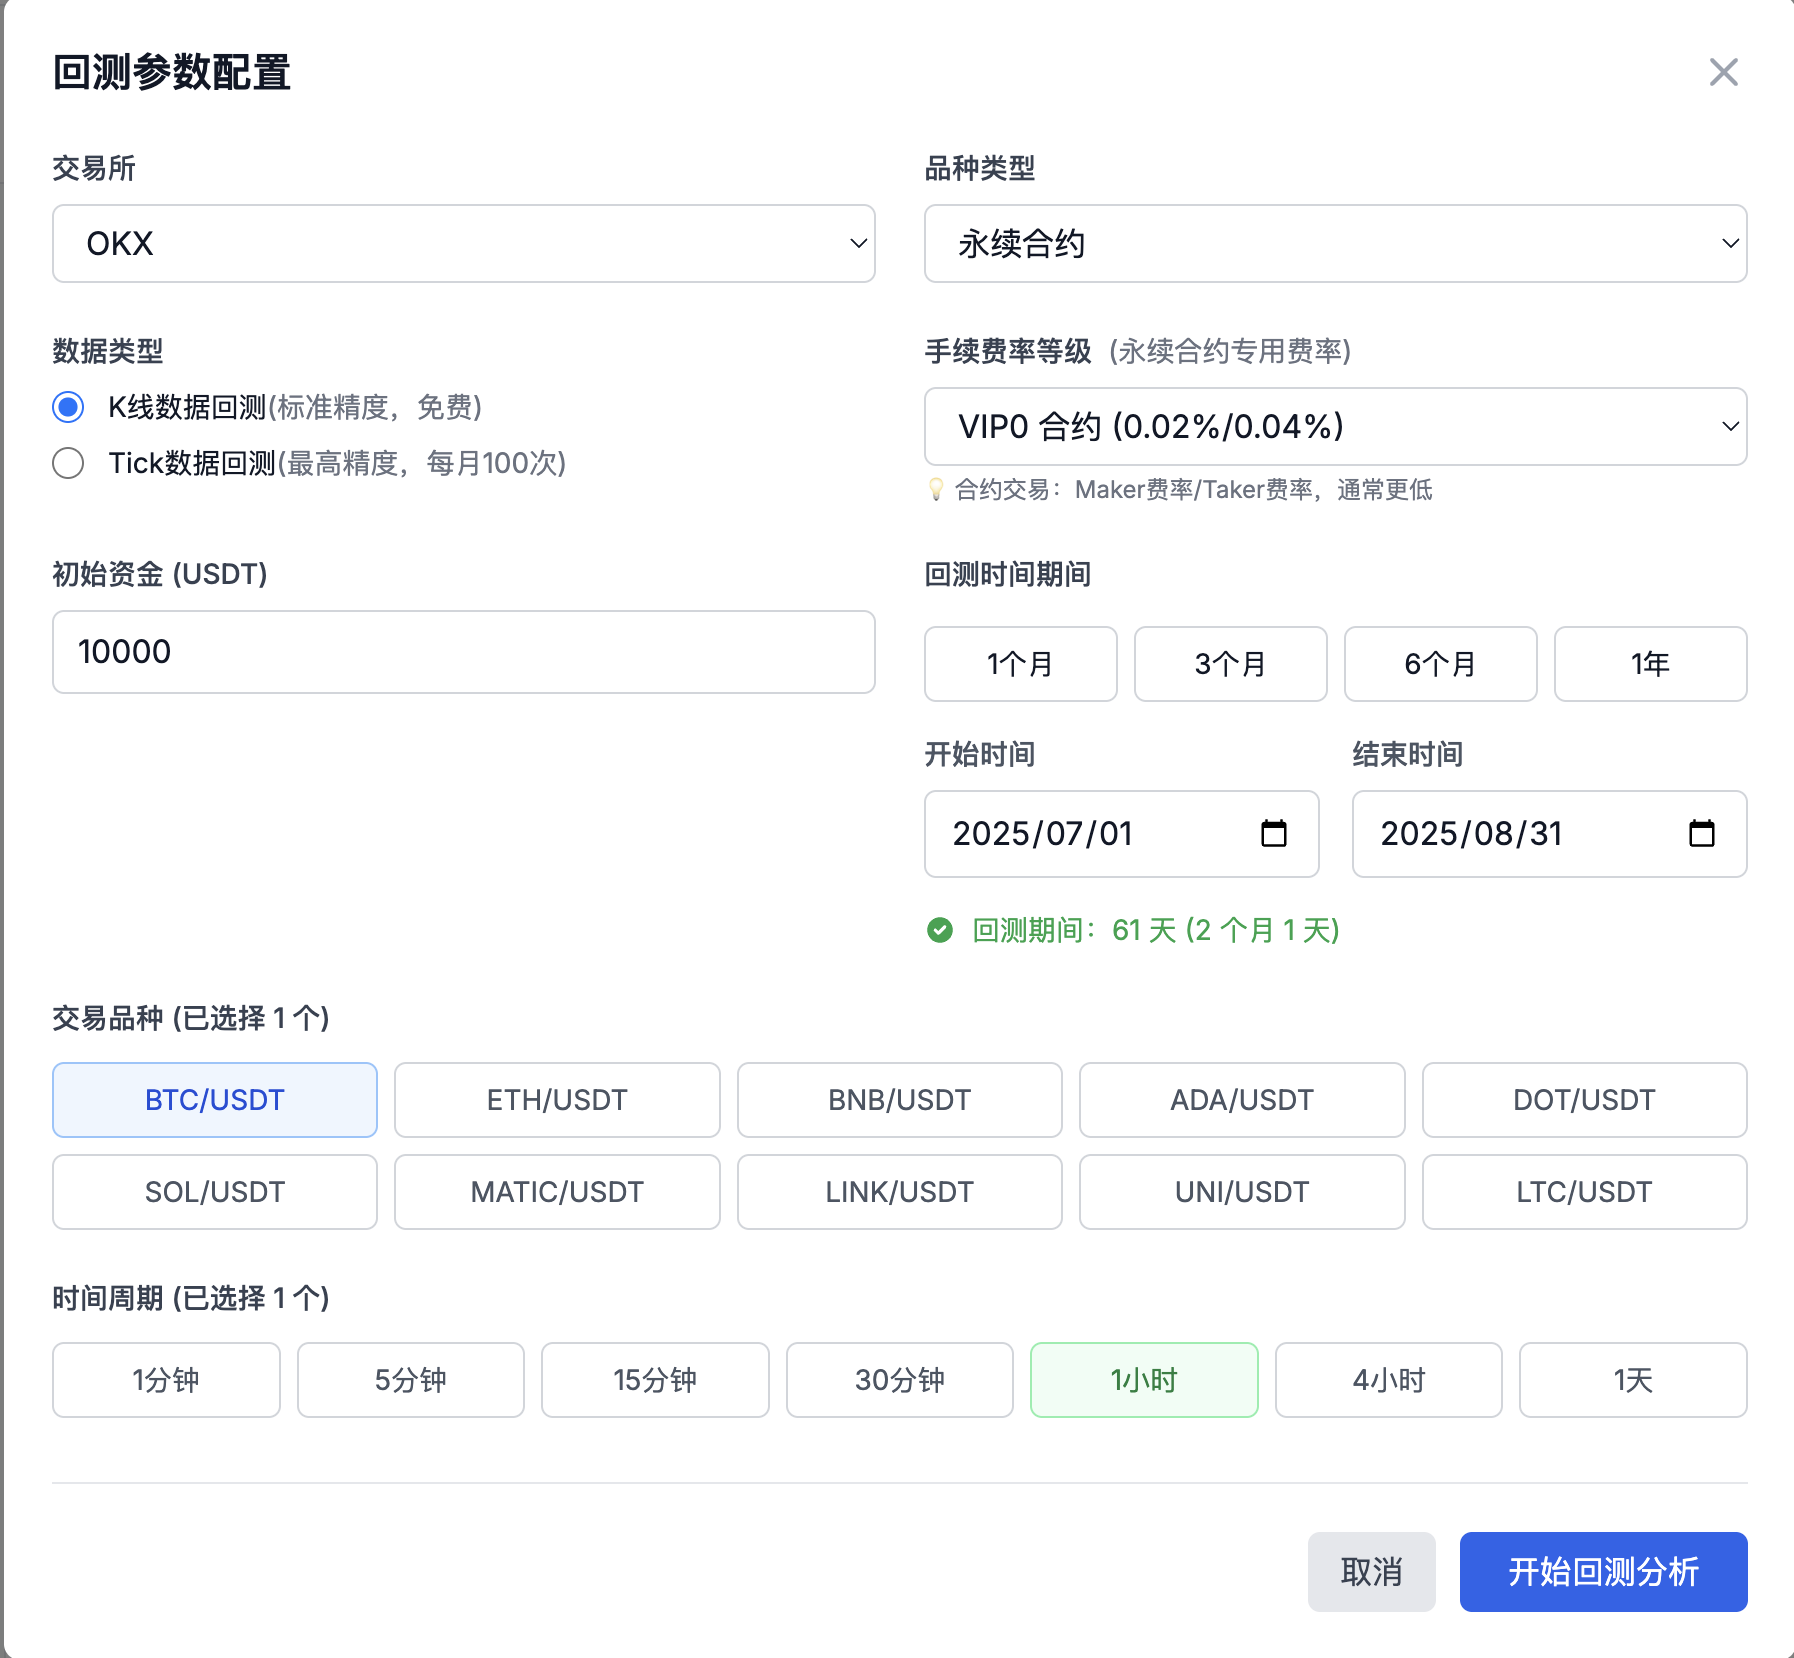 回测参数配置
交易所
品种类型
OKX
永续合约
数据类型
手续费率等级 (永续合约专用费率)
K线数据回测(标准精度，免费)
VIP0 合约 (0.02%/0.04%)
Tick数据回测(最高精度，每月100次)
合约交易：Maker费率/Taker费率，通常更低
初始资金 (USDT)
回测时间期间
10000
1个月
3个月
6个月
1年
开始时间
结束时间
2025/07/01
2025/08/31
回测期间：61 天 (2 个月 1 天)
交易品种 (已选择 1 个)
BTC/USDT
ETH/USDT
BNB/USDT
ADA/USDT
DOT/USDT
SOL/USDT
MATIC/USDT
LINK/USDT
UNI/USDT
LTC/USDT
时间周期 (已选择 1 个)
1分钟
5分钟
15分钟
30分钟
1小时
4小时
1天
取消
开始回测分析